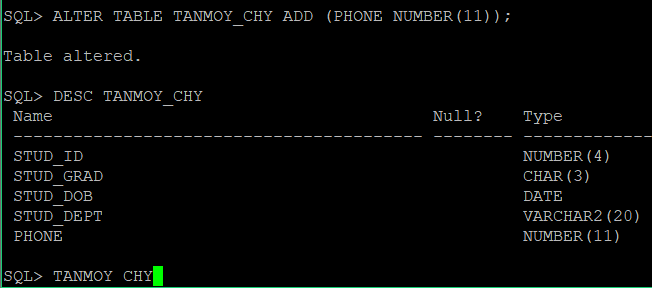 SQL> ALTER TABLE TANMOY_CHY ADD (PHONE NUMBER(11));
Table altered.
SQL> DESC TANMOY_CHY
Name Null? Type
----------------------------------------- -------- -------------
STUD_ID NUMBER(4)
STUD_GRAD CHAR(3)
STUD_DOB DATE
STUD_DEPT VARCHAR2(20)
PHONE NUMBER(11)
SQL> TANMOY CHY